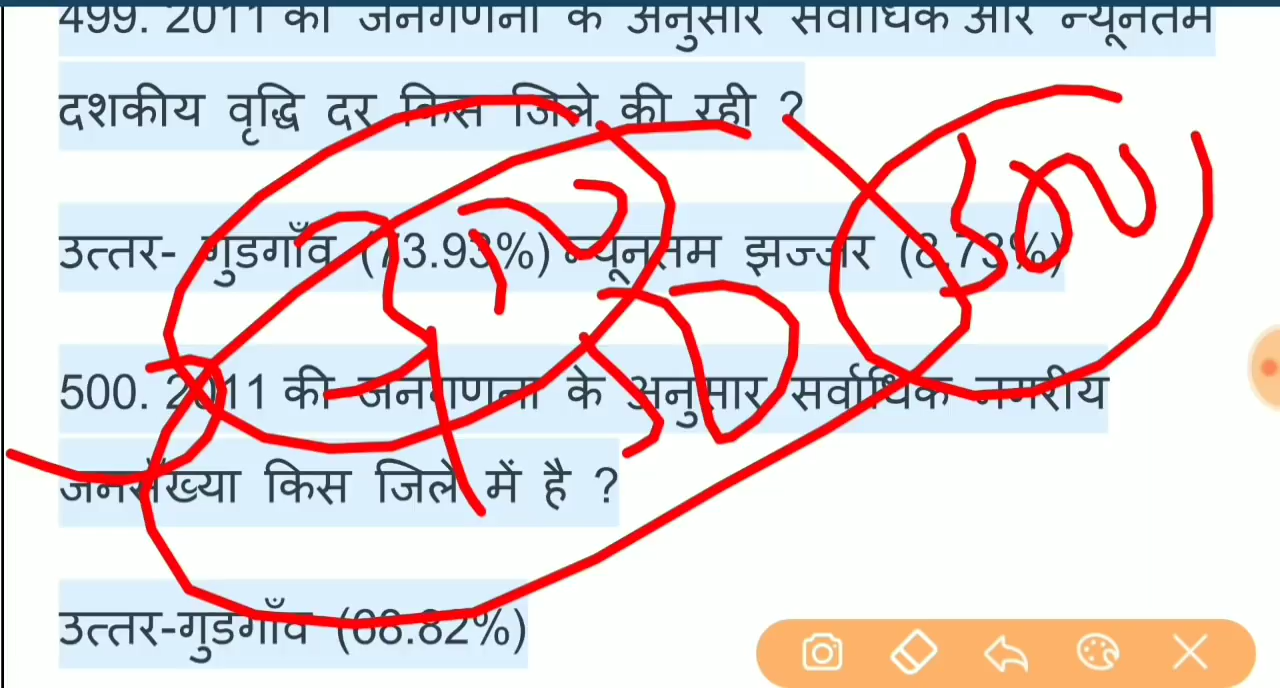 499. 2011 की जनगणना के अनुसार सर्वाधिक और न्यूनतम
दशकीय वृद्धि दर किस जिले की रही ?
उत्तर- गुडगाँव (73.93%) न्यूनतम झज्जर (8.73%)
500. 2011 की जनगणना के अनुसार सर्वाधिक नगरीय
जनसँख्या किस जिले में है ?
उत्तर-गुडगाँव (68.82%)